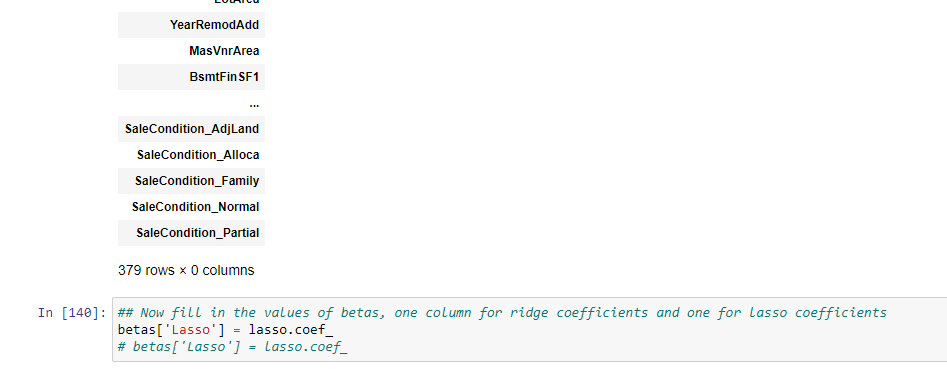 LotArea
YearRemodAdd
MasVnrArea
BsmtFinSF1
...
SaleCondition_AdjLand
SaleCondition_Alloca
SaleCondition_Family
SaleCondition_Normal
SaleCondition_Partial
379 rows × 0 columns
In [140]: ## Now fill in the values of betas, one column for ridge coefficients and one for lasso coefficients
betas['Lasso'] = lasso.coef_
# betas['Lasso'] = lasso.coef_